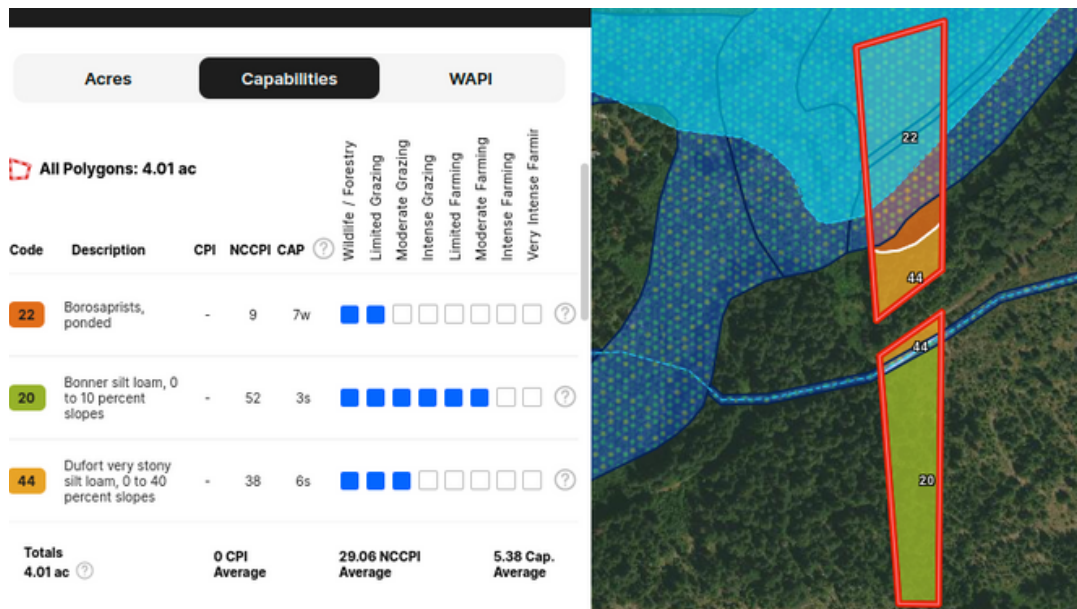 Acres
Capabilities
WAPI
All Polygons: 4.01 ac
Code
Description
CPI
NCCPI
CAP
?
Wildlife / Forestry
Limited Grazing
Moderate Grazing
Intense Grazing
Limited Farming
Moderate Farming
Intense Farming
Very Intense Farmir
22
Borosaprists,
ponded
-
9
7w
?
20
Bonner silt loam, 0
to 10 percent
slopes
-
52
3s
?
44
Dufort very stony
silt loam, 0 to 40
percent slopes
-
38
6s
?
Totals
4.01 ac ?
0 CPI
Average
29.06 NCCPI
Average
5.38 Cap.
Average
22
44
44
20